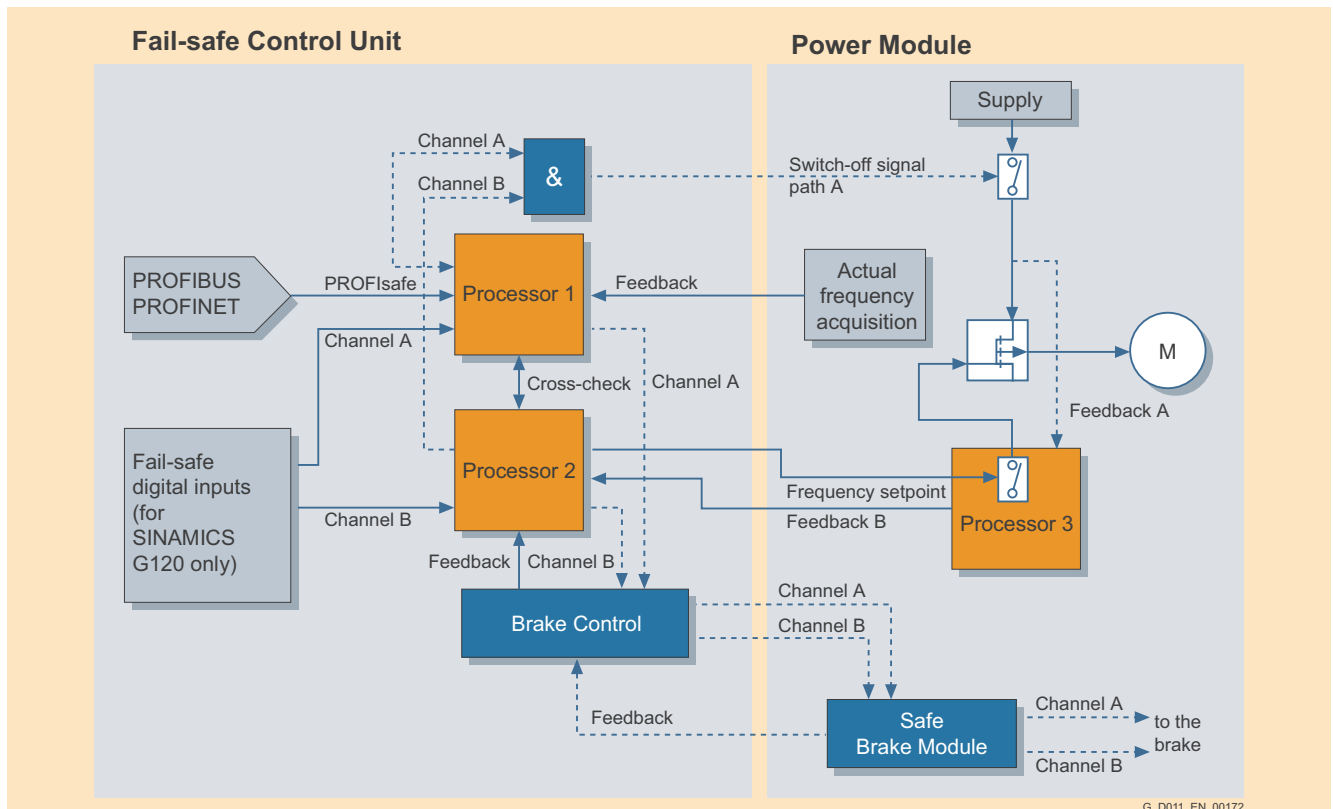 Fail-safe Control Unit
Power Module
Supply
Channel A
Channel B
&
Switch-off signal
path A
PROFIBUS
PROFINET
PROFIsafe
Processor 1
Feedback
Actual
frequency
acquisition
Channel A
M
Cross-check
Channel A
Feedback A
Fail-safe
digital inputs
(for
SINAMICS
G120 only)
Processor 2
Frequency setpoint
Channel B
Feedback B
Processor 3
Feedback
Channel B
Brake Control
Channel A
Channel B
Feedback
Safe
Brake Module
Channel A
to the
brake
Channel B
G_D011_EN_00172